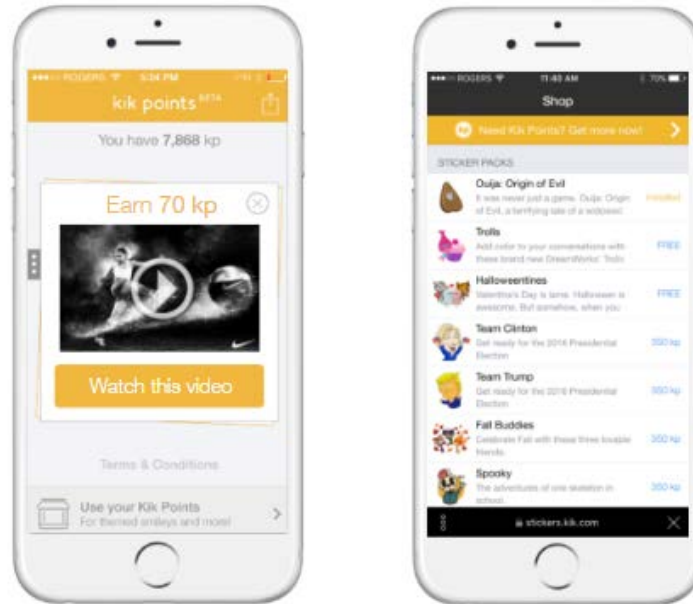 ROGERS 5:34 PM
kik points BETA
You have 7,868 kp
Earn 70 kp
Watch this video
Terms & Conditions
Use your Kik Points
For themed smileys and more!
ROGERS 11:40 AM 70%
Shop
Need Kik Points? Get more now!
STICKER PACKS
Ouija: Origin of Evil
It was never just a game. Ouija: Origin
of Evil, a terrifying tale of a widowed
Installed
Trolls
Add color to your conversations with
these brand new DreamWorks' Trolls
FREE
Halloweentines
Valentine's Day is lame. Halloween is
awesome. But somehow, when you
FREE
Team Clinton
Get ready for the 2016 Presidential
Election
350 kp
Team Trump
Get ready for the 2016 Presidential
Election
350 kp
Fall Buddies
Celebrate Fall with these three lovable
friends.
350 kp
Spooky
The adventures of one skeleton in
school.
350 kp
stickers.kik.com